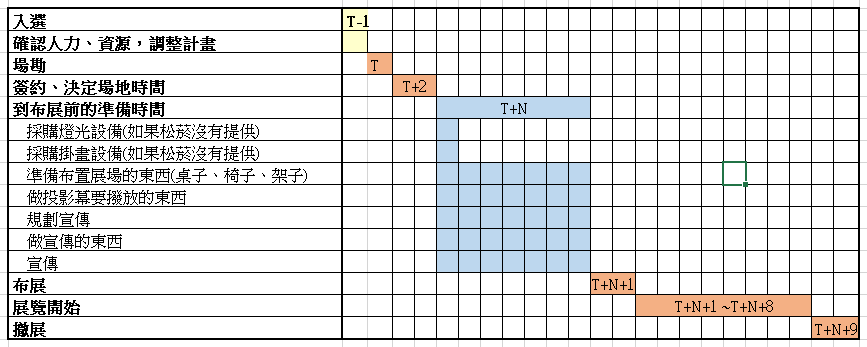 入選 T-1
確認人力、資源，調整計畫
場勘 T
簽約、決定場地時間 T+2
到布展前的準備時間 T+N
採購燈光設備(如果松菸沒有提供)
採購掛畫設備(如果松菸沒有提供)
準備布置展場的東西(桌子、椅子、架子)
做投影幕要撥放的東西
規劃宣傳
做宣傳的東西
宣傳
布展 T+N+1
展覽開始 T+N+1 ~T+N+8
撤展 T+N+9